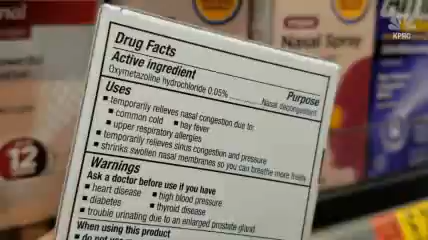 Drug Facts
Active ingredient Purpose
Oxymetazoline hydrochloride 0.05% Nasal decongestant
Uses
▪ temporarily relieves nasal congestion due to:
▪ common cold ▪ hay fever
▪ upper respiratory allergies
▪ temporarily relieves sinus congestion and pressure
▪ shrinks swollen nasal membranes so you can breathe more freely
Warnings
Ask a doctor before use if you have
▪ heart disease ▪ high blood pressure
▪ diabetes ▪ thyroid disease
▪ trouble urinating due to an enlarged prostate gland
When using this product
▪ do not
Nasal Spray
12
KPRC